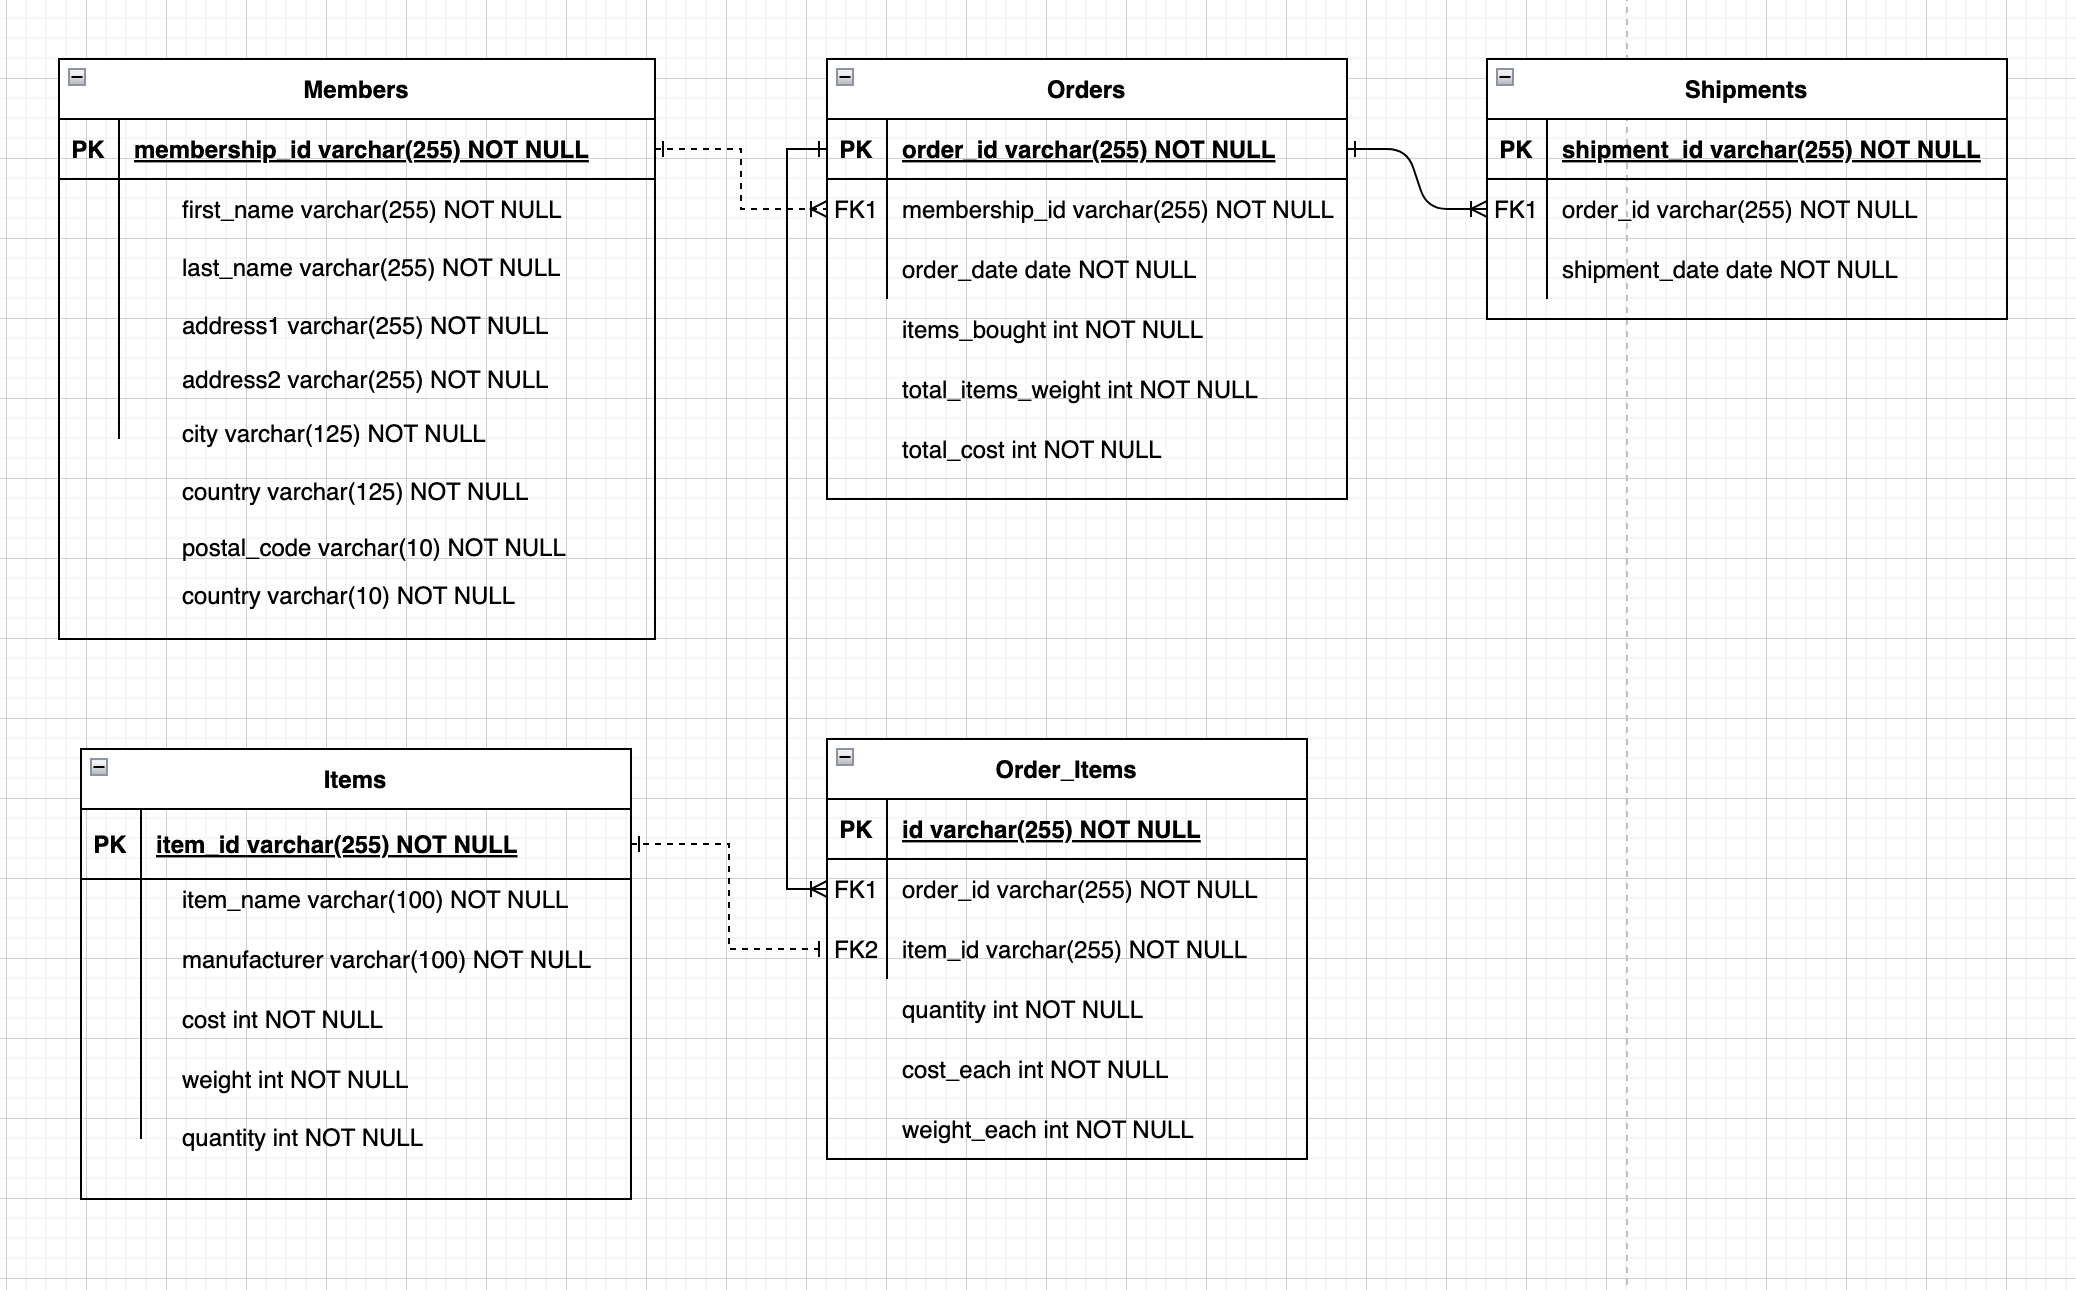 Members
PK membership_id varchar(255) NOT NULL
first_name varchar(255) NOT NULL
last_name varchar(255) NOT NULL
address1 varchar(255) NOT NULL
address2 varchar(255) NOT NULL
city varchar(125) NOT NULL
country varchar(125) NOT NULL
postal_code varchar(10) NOT NULL
country varchar(10) NOT NULL
Orders
PK order_id varchar(255) NOT NULL
FK1 membership_id varchar(255) NOT NULL
order_date date NOT NULL
items_bought int NOT NULL
total_items_weight int NOT NULL
total_cost int NOT NULL
Shipments
PK shipment_id varchar(255) NOT NULL
FK1 order_id varchar(255) NOT NULL
shipment_date date NOT NULL
Items
PK item_id varchar(255) NOT NULL
item_name varchar(100) NOT NULL
manufacturer varchar(100) NOT NULL
cost int NOT NULL
weight int NOT NULL
quantity int NOT NULL
Order_Items
PK id varchar(255) NOT NULL
FK1 order_id varchar(255) NOT NULL
FK2 item_id varchar(255) NOT NULL
quantity int NOT NULL
cost_each int NOT NULL
weight_each int NOT NULL